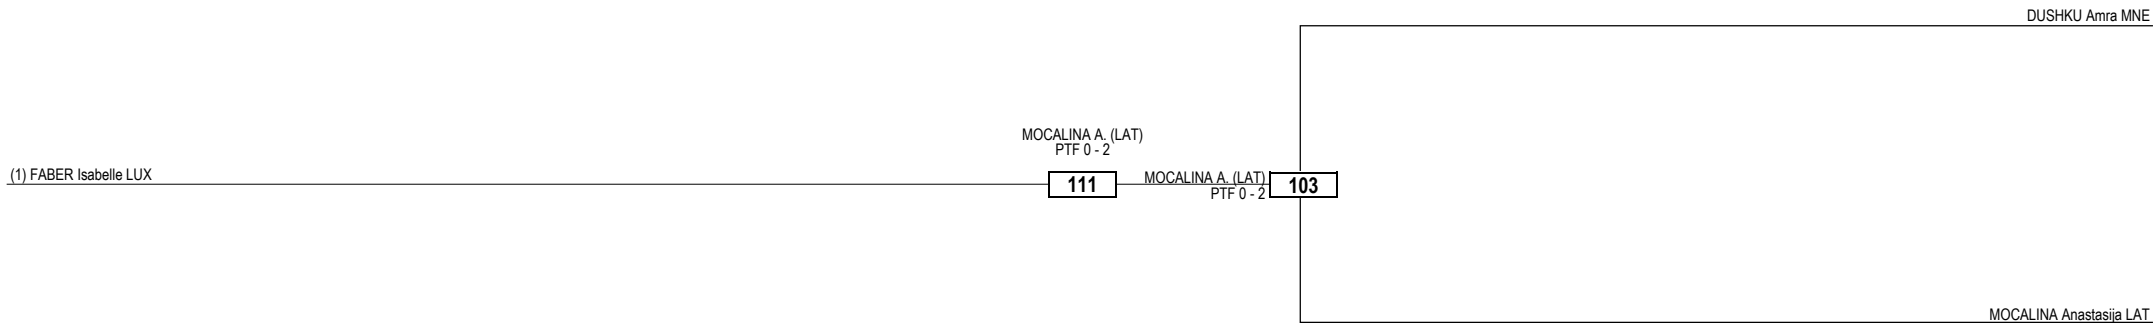 DUSHKU Amra MNE
MOCALINA A. (LAT)
PTF 0 - 2
(1) FABER Isabelle LUX
111
MOCALINA A. (LAT)
PTF 0 - 2
103
MOCALINA Anastasija LAT